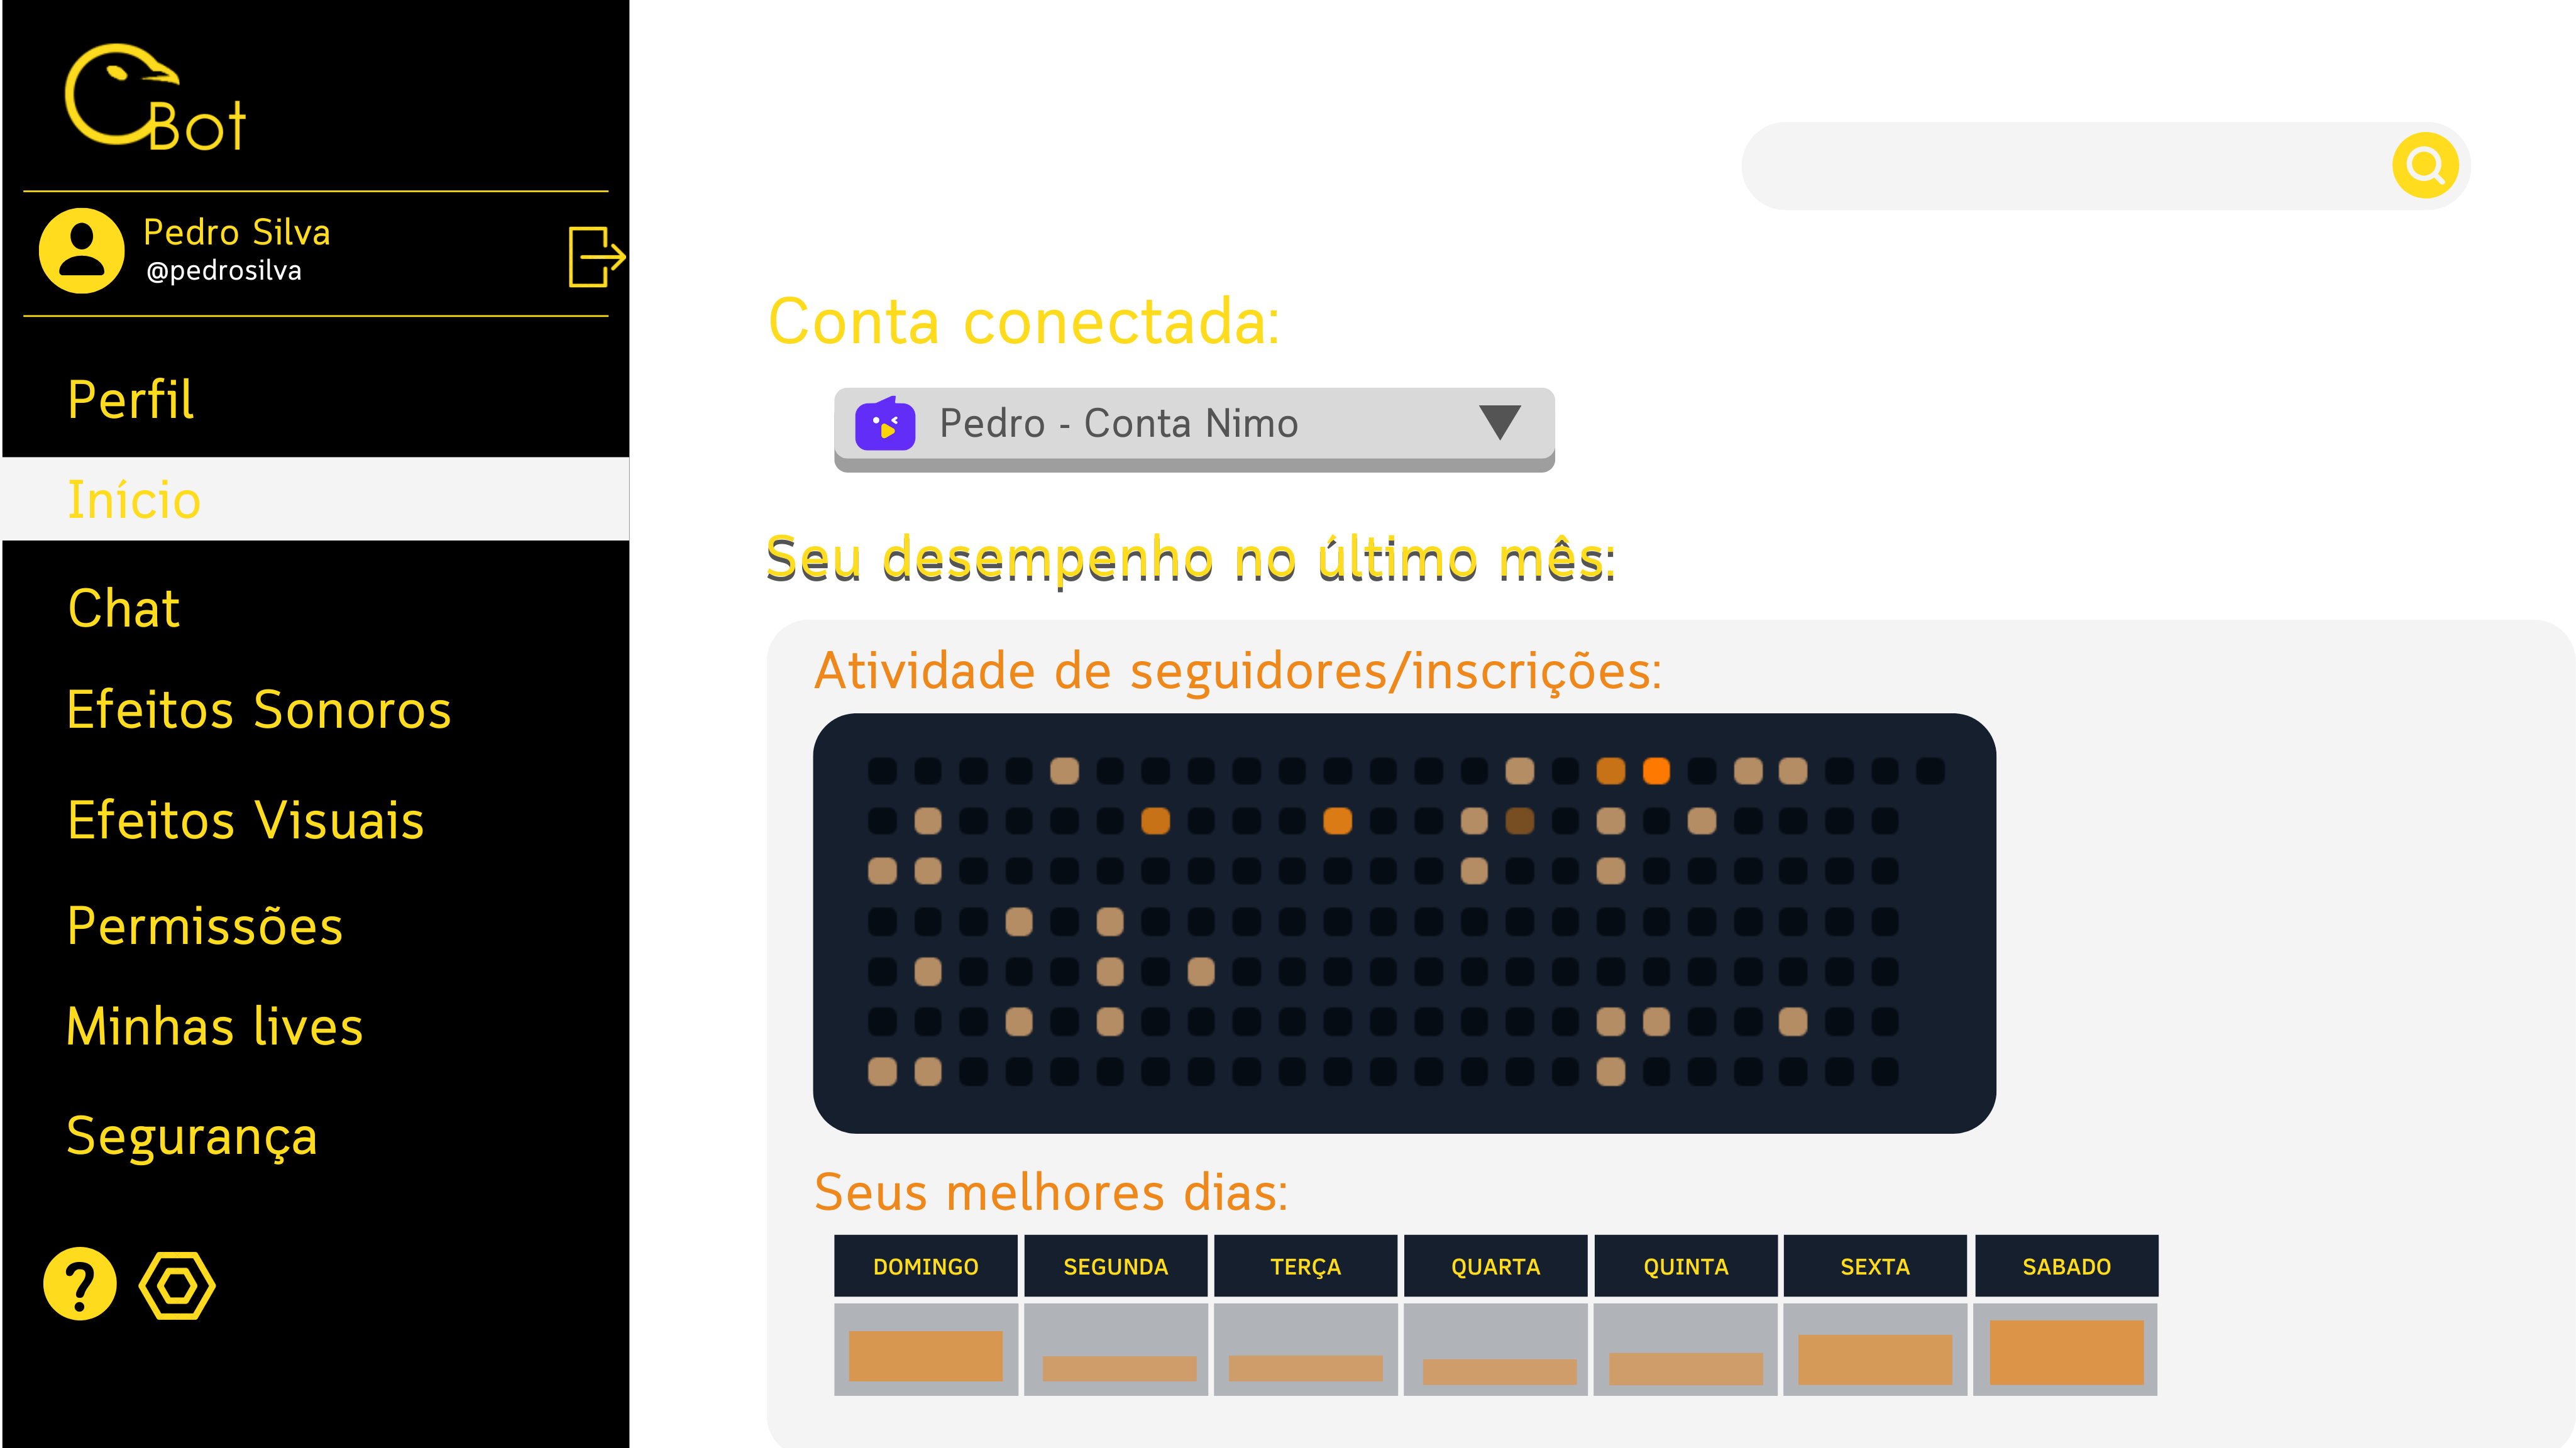 CBot
Pedro Silva
@pedrosilva
Perfil
Início
Chat
Efeitos Sonoros
Efeitos Visuais
Permissões
Minhas lives
Segurança
?
Conta conectada:
Pedro - Conta Nimo
Seu desempenho no último mês:
Atividade de seguidores/inscrições:
Seus melhores dias:
DOMINGO SEGUNDA TERÇA QUARTA QUINTA SEXTA SABADO